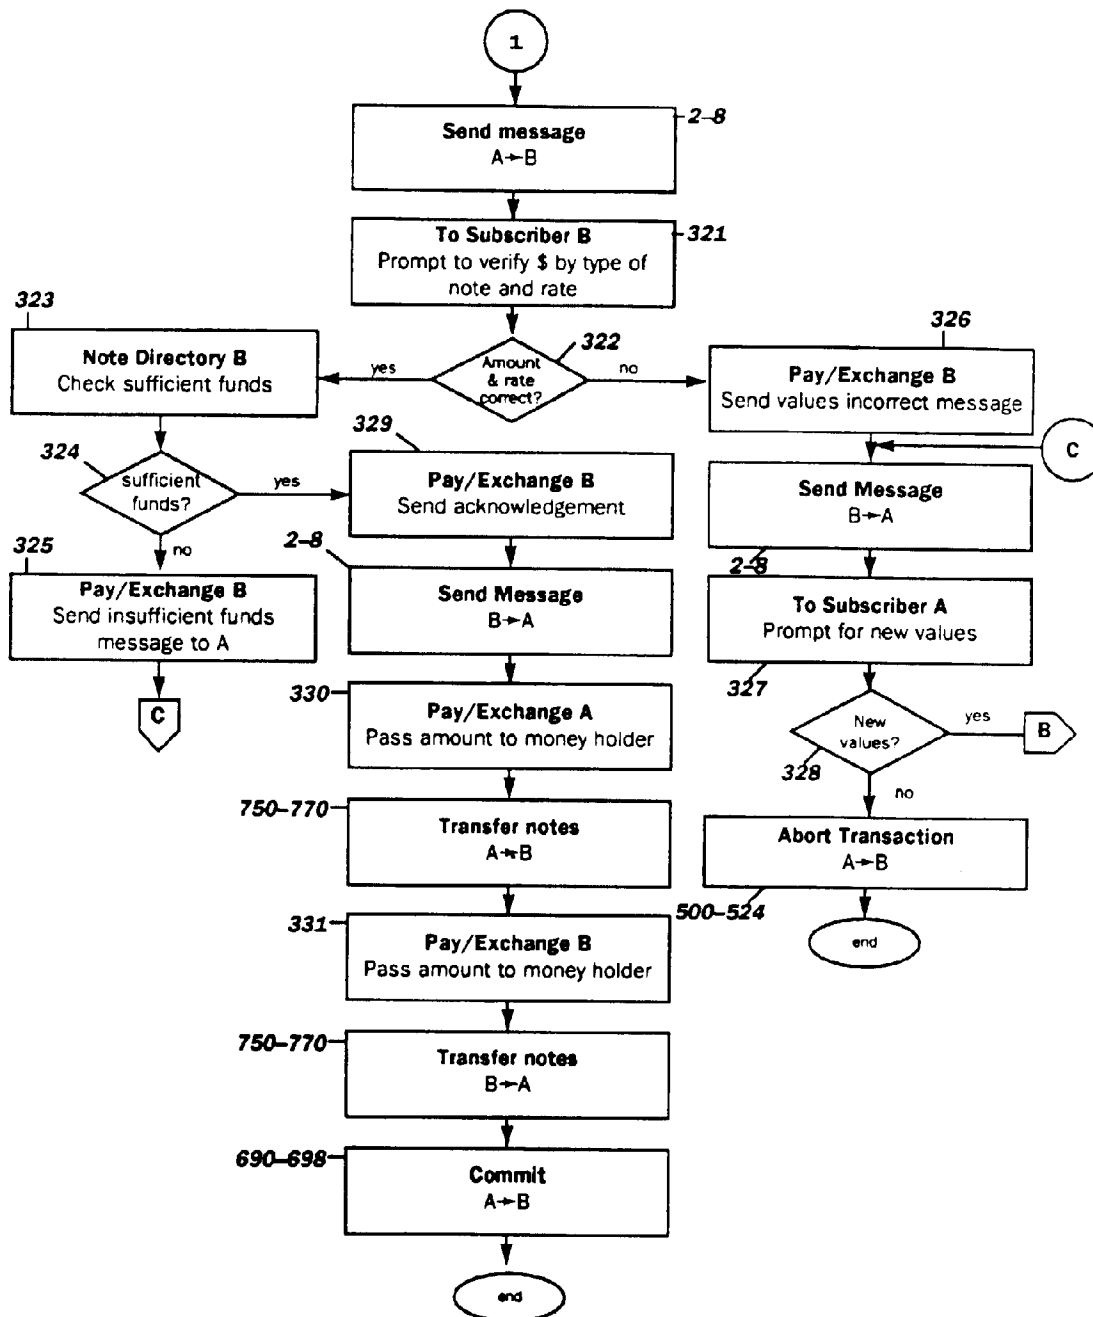 1
2-8
Send message
A→B
321
To Subscriber B
Prompt to verify $ by type of
note and rate
323
Note Directory B
Check sufficient funds
yes
322
Amount
& rate
correct?
no
326
Pay/Exchange B
Send values incorrect message
C
324
sufficient
funds?
yes
no
329
Pay/Exchange B
Send acknowledgement
Send Message
B→A
2-8
325
Pay/Exchange B
Send insufficient funds
message to A
C
2-8
Send Message
B→A
To Subscriber A
Prompt for new values
327
330
Pay/Exchange A
Pass amount to money holder
New
values?
328
yes
B
no
750-770
Transfer notes
A→B
Abort Transaction
A→B
500-524
end
331
Pay/Exchange B
Pass amount to money holder
750-770
Transfer notes
B→A
690-698
Commit
A→B
end